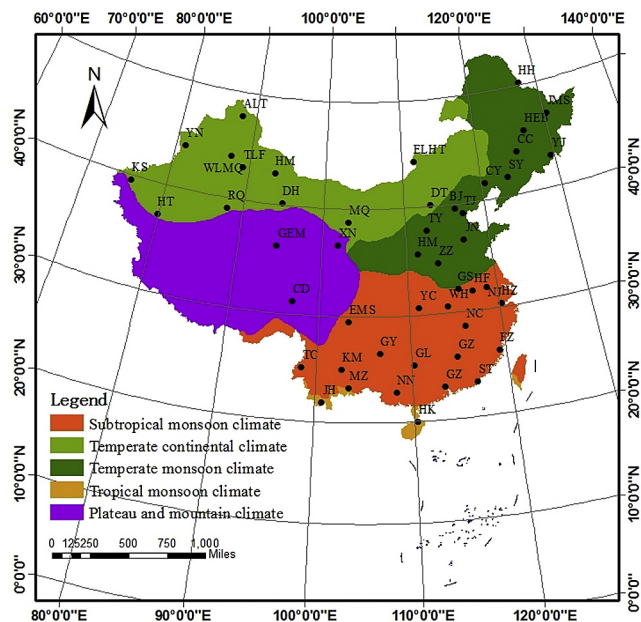 60°0'0"E 70°0'0"E 80°0'0"E 100°0'0"E 120°0'0"E 130°0'0"E 140°0'0"E
N
40°0'0"N
30°0'0"N
20°0'0"N
10°0'0"N
0°0'0"
40°0'0"N
30°0'0"N
20°0'0"N
10°0'0"N
0°0'0"
HH
JMS
ALT
HEB
YN
CC
YJ
ELHT
WLMQ TLF
HM
SY
KS
CY
DH
DT BJ TJ
HT
RQ
MQ
TY
JN
GEM
XN
HM
ZZ
GS HF
CD
YC WH NJ HZ
EMS
NC
GY
GL
GZ
FZ
TC
KM
MZ
NN
GZ
ST
JH
HK
Legend
Subtropical monsoon climate
Temperate continental climate
Temperate monsoon climate
Tropical monsoon climate
Plateau and mountain climate
0 125250 500 750 1,000
Miles
80°0'0"E 90°0'0"E 100°0'0"E 110°0'0"E 120°0'0"E